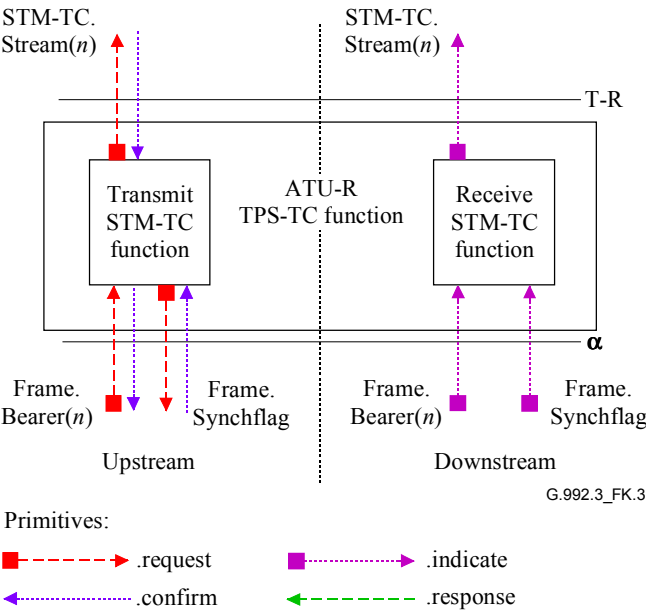 STM-TC.
Stream(n)
STM-TC.
Stream(n)
T-R
Transmit
STM-TC
function
ATU-R
TPS-TC function
Receive
STM-TC
function
α
Frame.
Bearer(n)
Frame.
Synchflag
Frame.
Bearer(n)
Frame.
Synchflag
Upstream
Downstream
G.992.3_FK.3
Primitives:
.request
.indicate
.confirm
.response